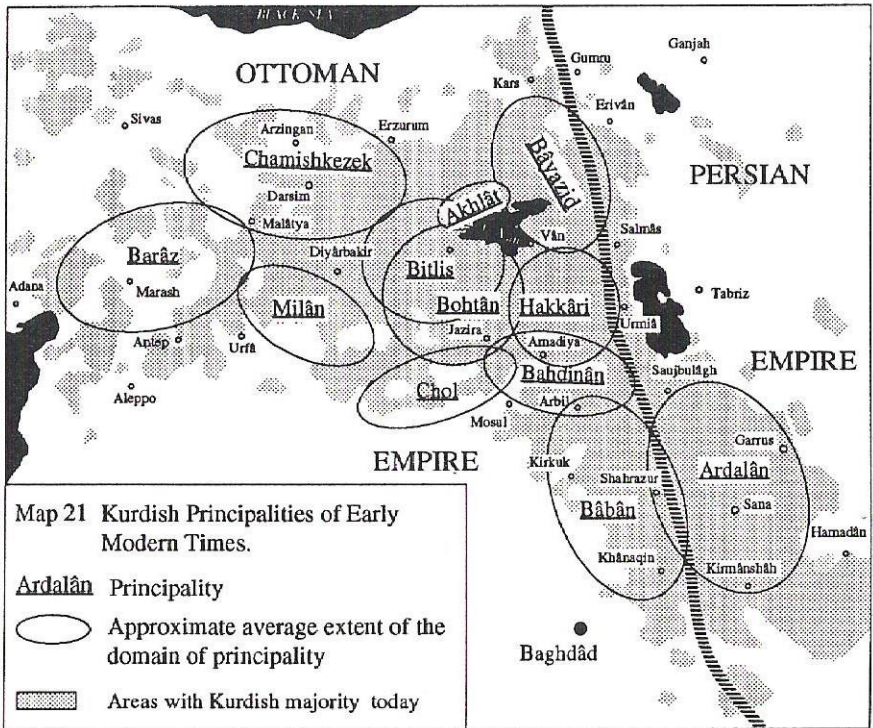 BLACK SEA
Ganjah
Gumru
Kars
OTTOMAN
Erivân
Sivas
Arzingan
Erzurum
Chamishkezek
Bâyazid
PERSIAN
Darsim
Akhlât
Malâtya
Vân
Salmâs
Diyârbakir
Barâz
Bitlis
Adana
Marash
Tabriz
Milân
Bohtân
Hakkâri
Urmiâ
Jazira
Antep
Urfâ
Amadiya
EMPIRE
Bahdinân
Saujbulâgh
Aleppo
Chol
Mosul
Arbil
Garrus
EMPIRE
Kirkuk
Ardalân
Shahrazur
Bâbân
Sana
Hamadân
Khânaqin
Kirmânshâh
Baghdâd
Map 21 Kurdish Principalities of Early
Modern Times.
Ardalân Principality
Approximate average extent of the
domain of principality
Areas with Kurdish majority today